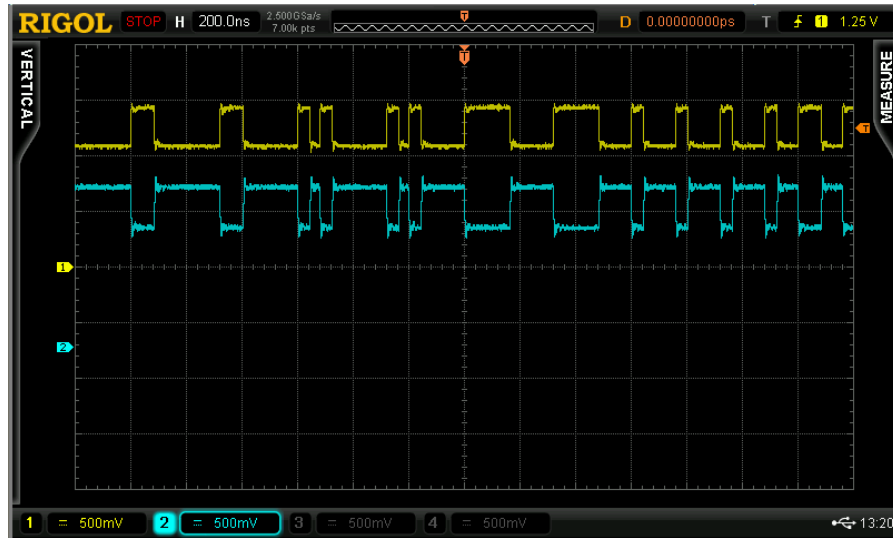 RIGOL STOP H 200.0ns 2.500GSa/s 7.00k pts D 0.00000000ps T 1 1.25 V
VERTICAL
MEASURE
T
T
1
2
1 = 500mV 2 = 500mV 3 = 500mV 4 = 500mV 13:20